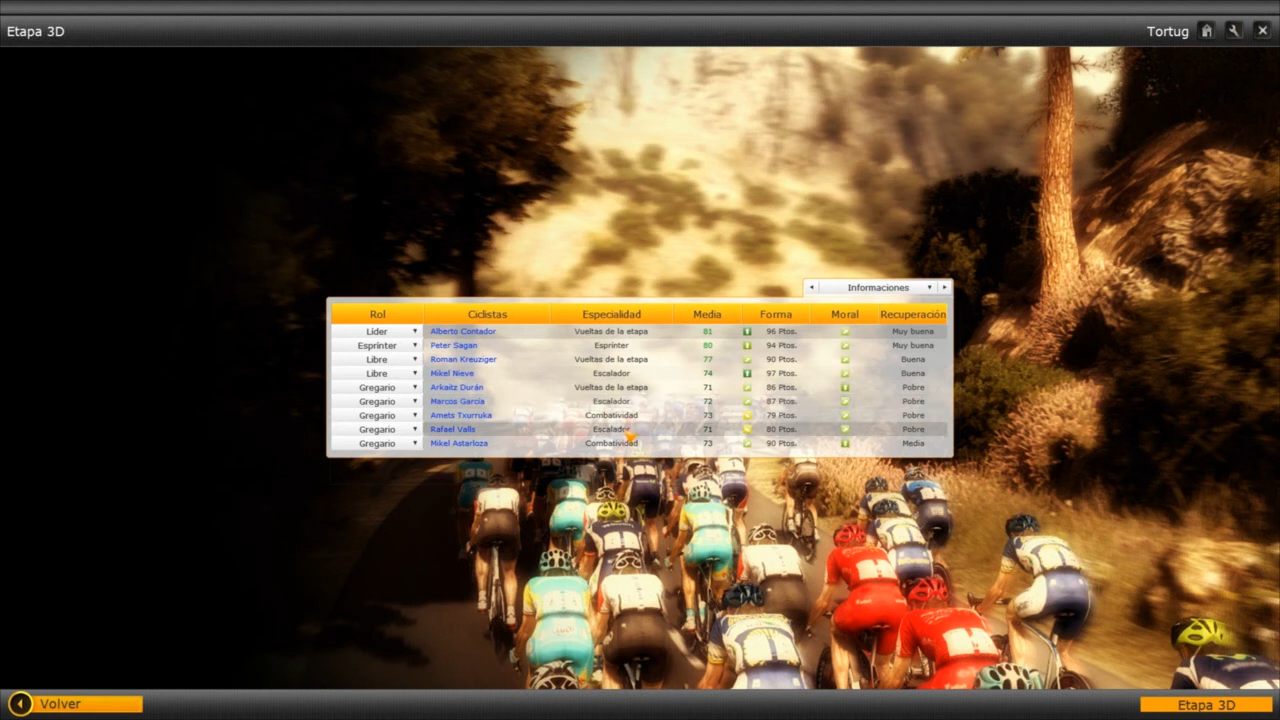 Etapa 3D
Tortug
Informaciones
Rol Ciclistas Especialidad Media Forma Moral Recuperación
Líder Alberto Contador Vueltas de la etapa 81 96 Ptos. Muy buena
Esprínter Peter Sagan Esprínter 80 94 Ptos. Muy buena
Libre Roman Kreuziger Vueltas de la etapa 77 90 Ptos. Buena
Libre Mikel Nieve Escalador 74 97 Ptos. Buena
Gregario Arkaitz Durán Vueltas de la etapa 71 86 Ptos. Pobre
Gregario Marcos García Escalador 72 87 Ptos. Pobre
Gregario Amets Txurruka Combatividad 73 79 Ptos. Pobre
Gregario Rafael Valls Escalador 71 80 Ptos. Pobre
Gregario Mikel Astarloza Combatividad 73 90 Ptos. Media
Volver
Etapa 3D